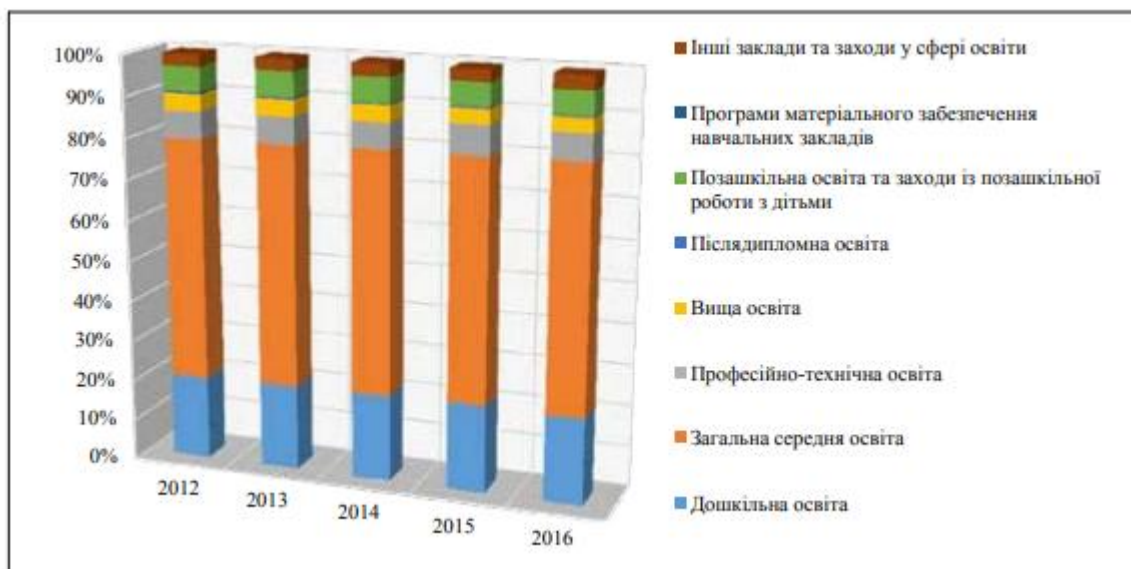 100%
90%
80%
70%
60%
50%
40%
30%
20%
10%
0%
2012
2013
2014
2015
2016
Інші заклади та заходи у сфері освіти
Програми матеріального забезпечення
навчальних закладів
Позашкільна освіта та заходи із позашкільної
роботи з дітьми
Післядипломна освіта
Вища освіта
Професійно-технічна освіта
Загальна середня освіта
Дошкільна освіта